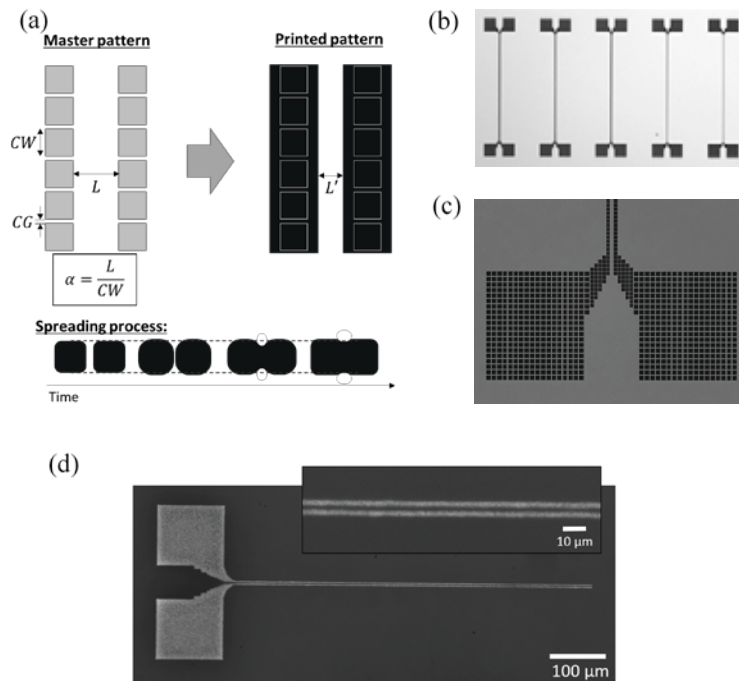 (a)
Master pattern
Printed pattern
CW
L
L'
CG
α = L/CW
Spreading process:
Time
(b)
(c)
(d)
10 µm
100 µm